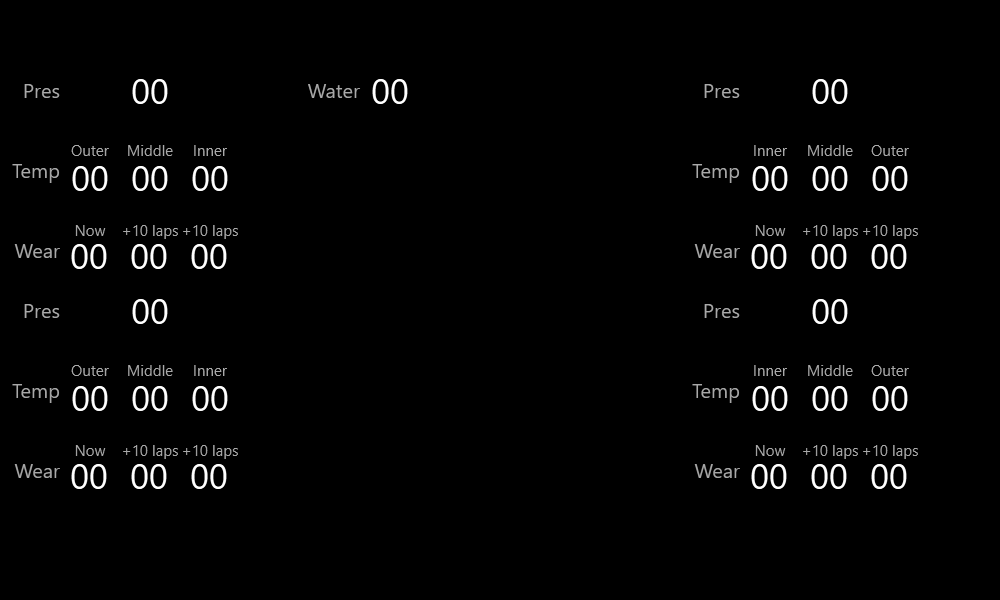 Pres 00 Water 00 Pres 00
Outer Middle Inner Inner Middle Outer
Temp 00 00 00 Temp 00 00 00
Now +10 laps +10 laps Now +10 laps +10 laps
Wear 00 00 00 Wear 00 00 00
Pres 00 Pres 00
Outer Middle Inner Inner Middle Outer
Temp 00 00 00 Temp 00 00 00
Now +10 laps +10 laps Now +10 laps +10 laps
Wear 00 00 00 Wear 00 00 00